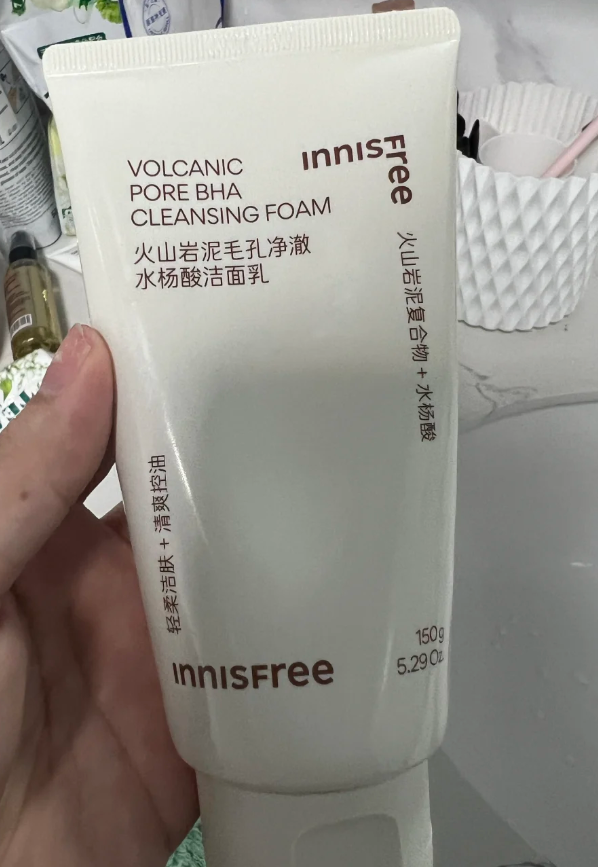 VOLCANIC
PORE BHA
CLEANSING FOAM
火山岩泥毛孔净澈
水杨酸洁面乳
innisfree
火山岩泥复合物 + 水杨酸
轻柔洁肤 + 清爽控油
innisfree
150g
5.29 Oz